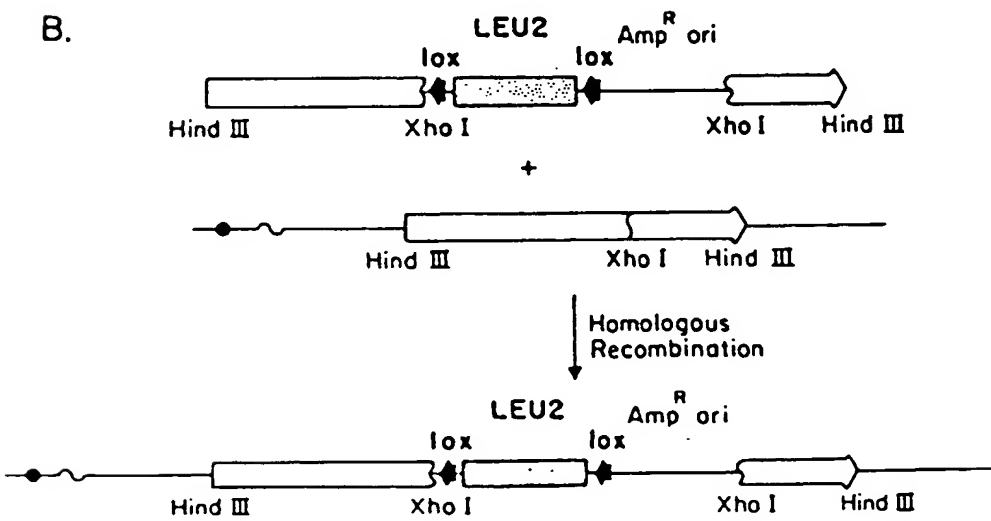 B.
LEU2 Amp^R ori
lox lox
Hind III Xho I Xho I Hind III
+
Hind III Xho I Hind III
Homologous
Recombination
LEU2 Amp^R ori
lox lox
Hind III Xho I Xho I Hind III